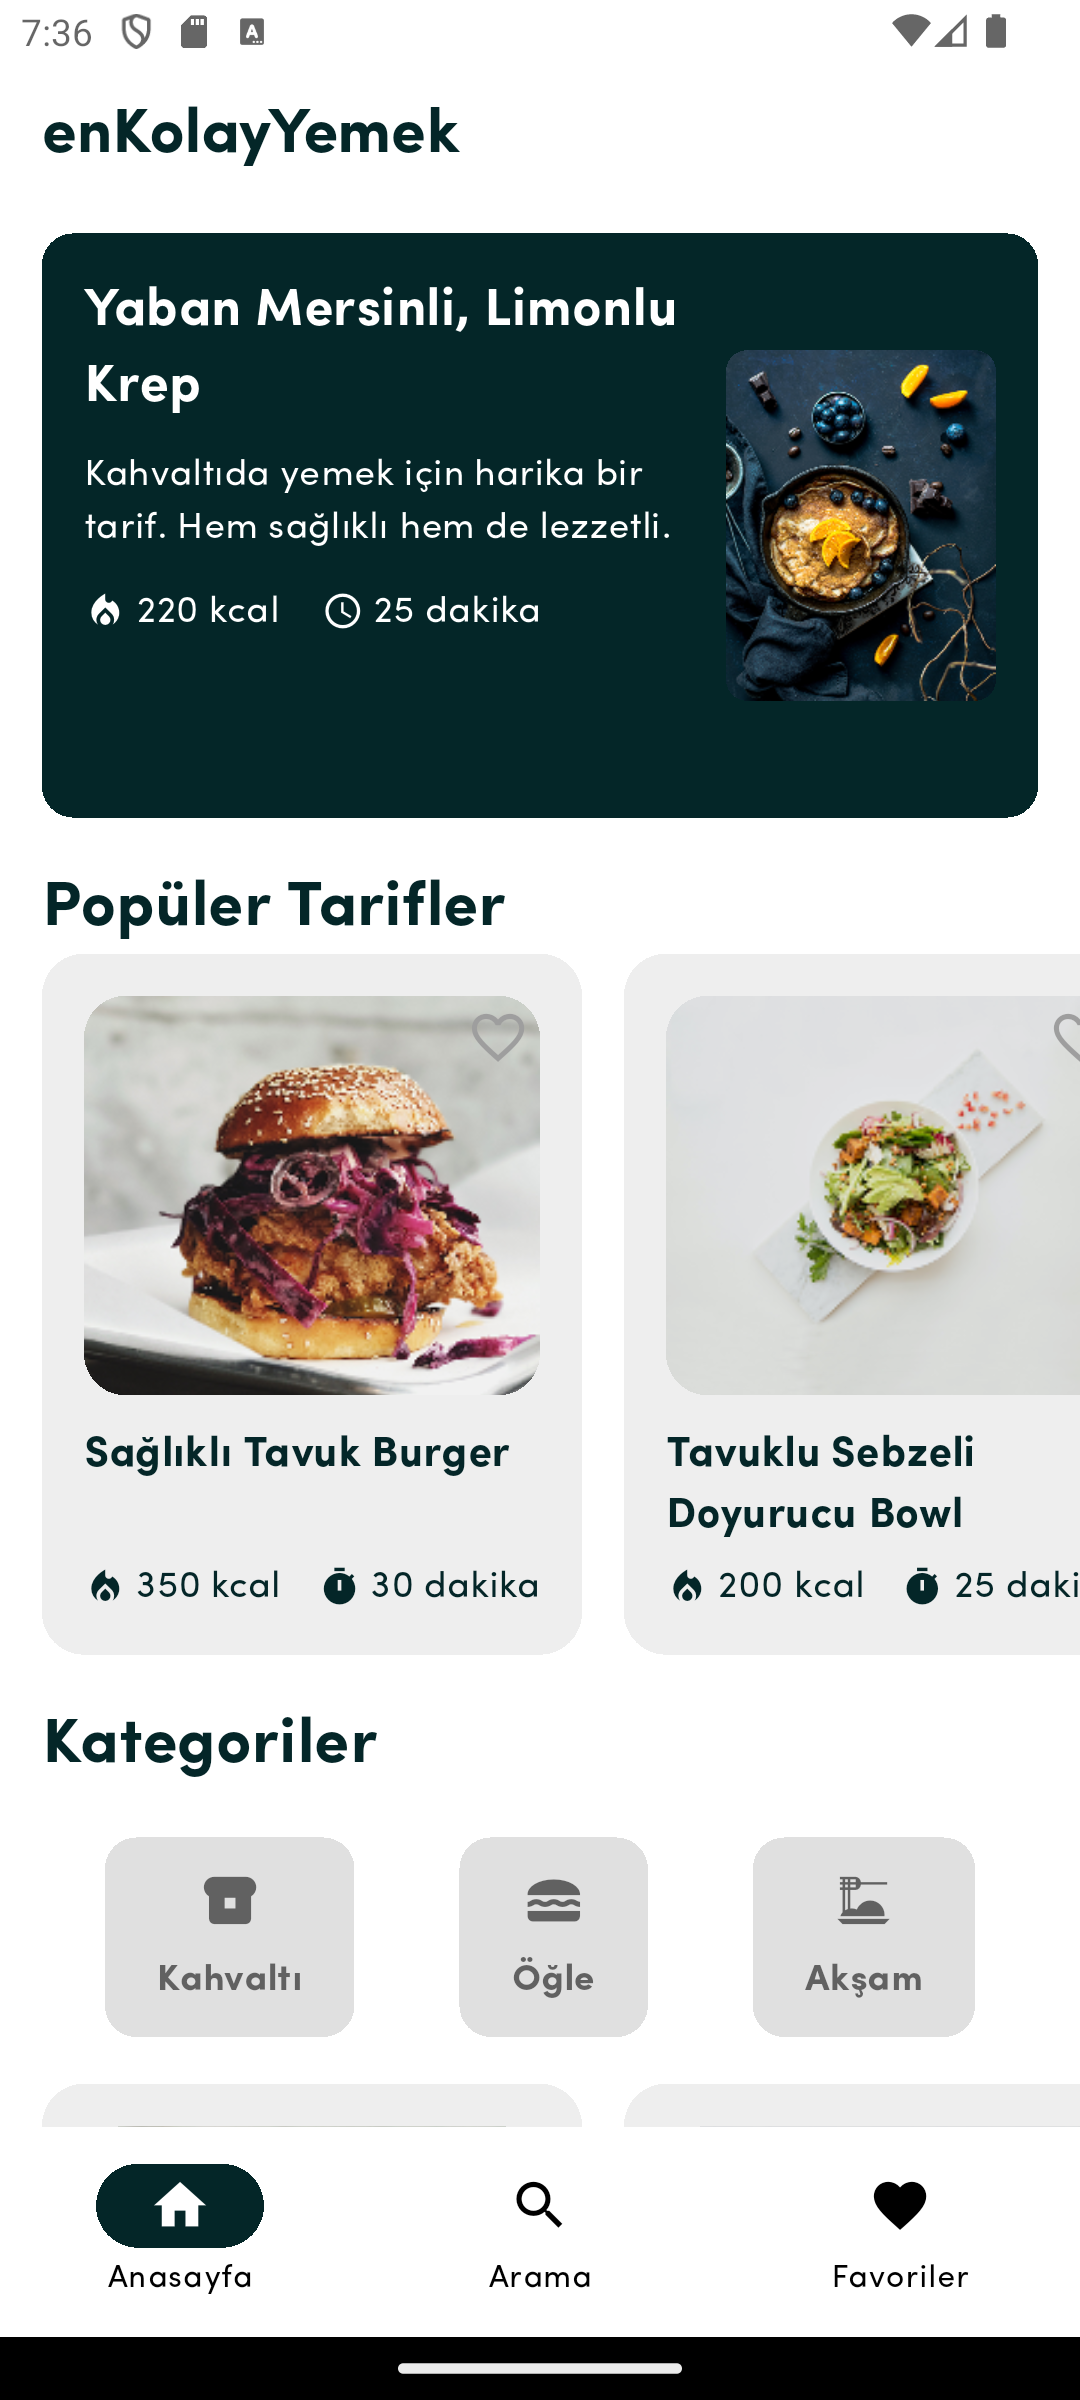 7:36
enKolayYemek
Yaban Mersinli, Limonlu
Krep
Kahvaltıda yemek için harika bir
tarif. Hem sağlıklı hem de lezzetli.
220 kcal 25 dakika
Popüler Tarifler
Sağlıklı Tavuk Burger
350 kcal 30 dakika
Tavuklu Sebzeli
Doyurucu Bowl
200 kcal 25 daki
Kategoriler
Kahvaltı
Öğle
Akşam
Anasayfa
Arama
Favoriler